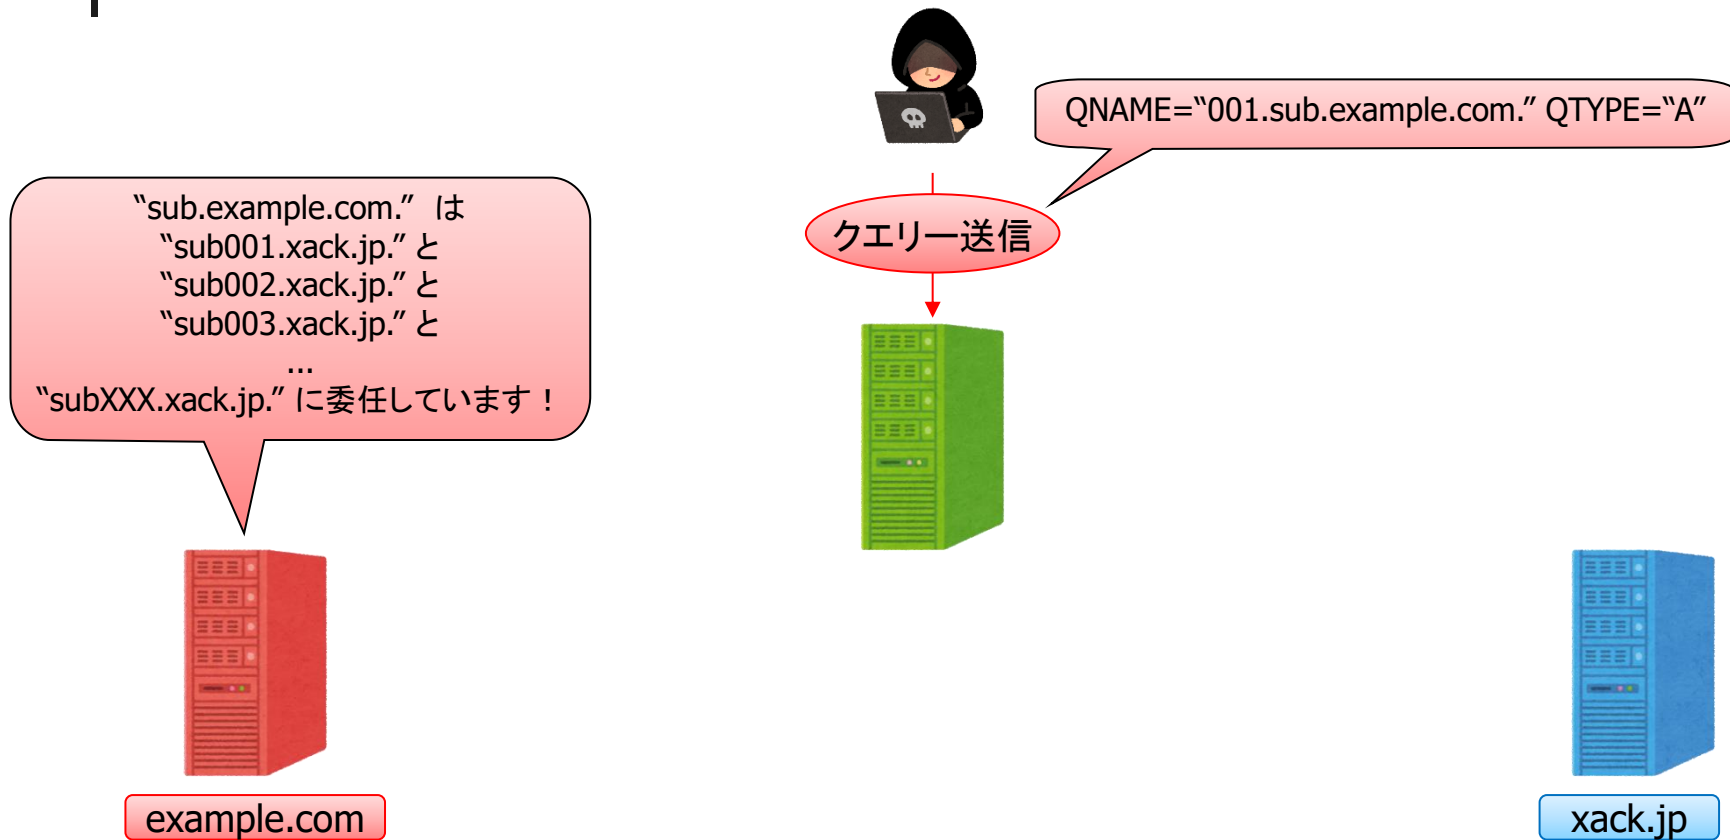 QNAME=“001.sub.example.com.” QTYPE=“A”
クエリー送信
“sub.example.com.” は
“sub001.xack.jp.” と
“sub002.xack.jp.” と
“sub003.xack.jp.” と
...
“subXXX.xack.jp.” に委任しています！
example.com
xack.jp